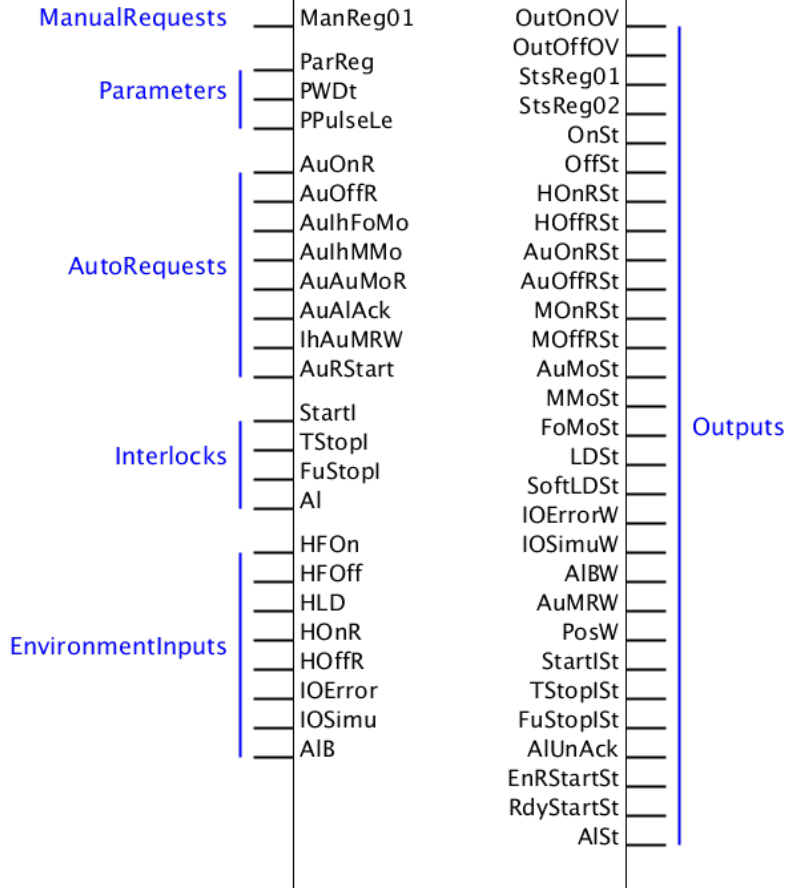 ManualRequests
ManReg01
Parameters
ParReg
PWDt
PPulseLe
AutoRequests
AuOnR
AuOffR
AuIhFoMo
AuIhMMo
AuAuMoR
AuAlAck
IhAuMRW
AuRStart
Interlocks
StartI
TStopI
FuStopI
Al
EnvironmentInputs
HFOn
HFOff
HLD
HOnR
HOffR
IOError
IOSimu
AlB
OutOnOV
OutOffOV
StsReg01
StsReg02
OnSt
OffSt
HOnRSt
HOffRSt
AuOnRSt
AuOffRSt
MOnRSt
MOffRSt
AuMoSt
MMoSt
FoMoSt
LDSt
SoftLDSt
IOErrorW
IOSimuW
AlBW
AuMRW
PosW
StartISt
TStopISt
FuStopISt
AlUnAck
EnRStartSt
RdyStartSt
AlSt
Outputs